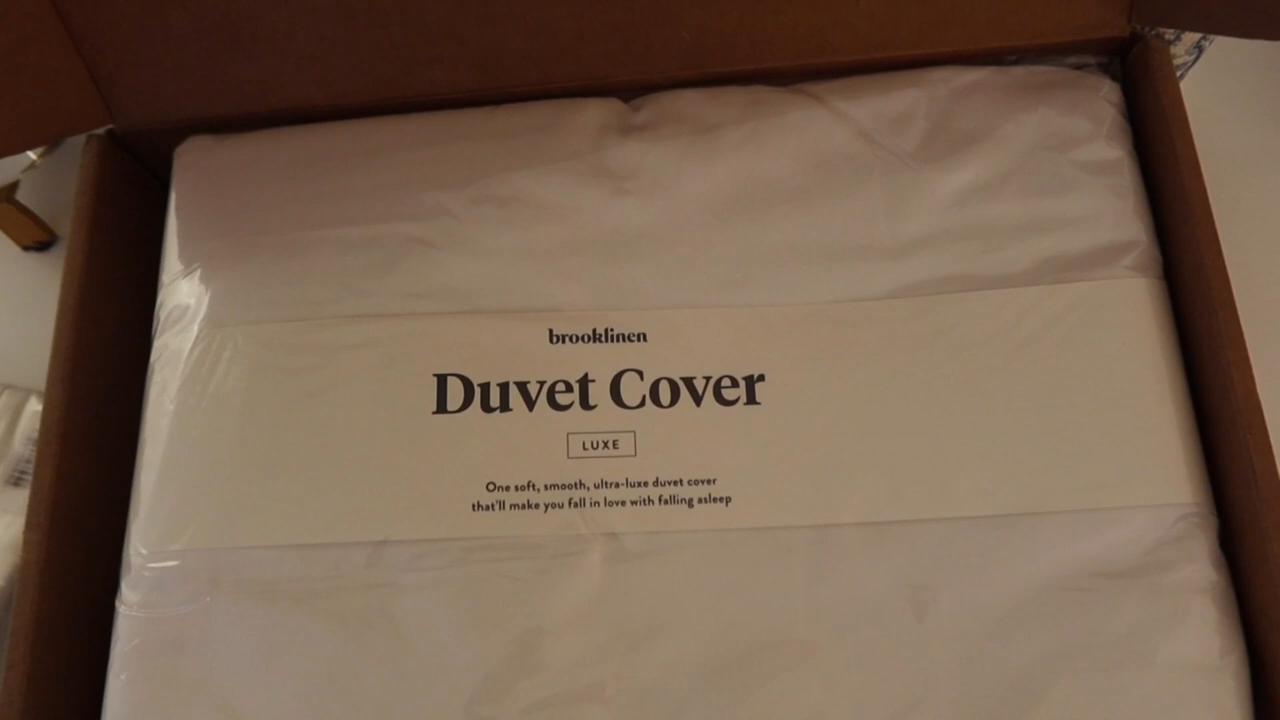 brooklinen
Duvet Cover
LUXE
One soft, smooth, ultra-luxe duvet cover
that'll make you fall in love with falling asleep